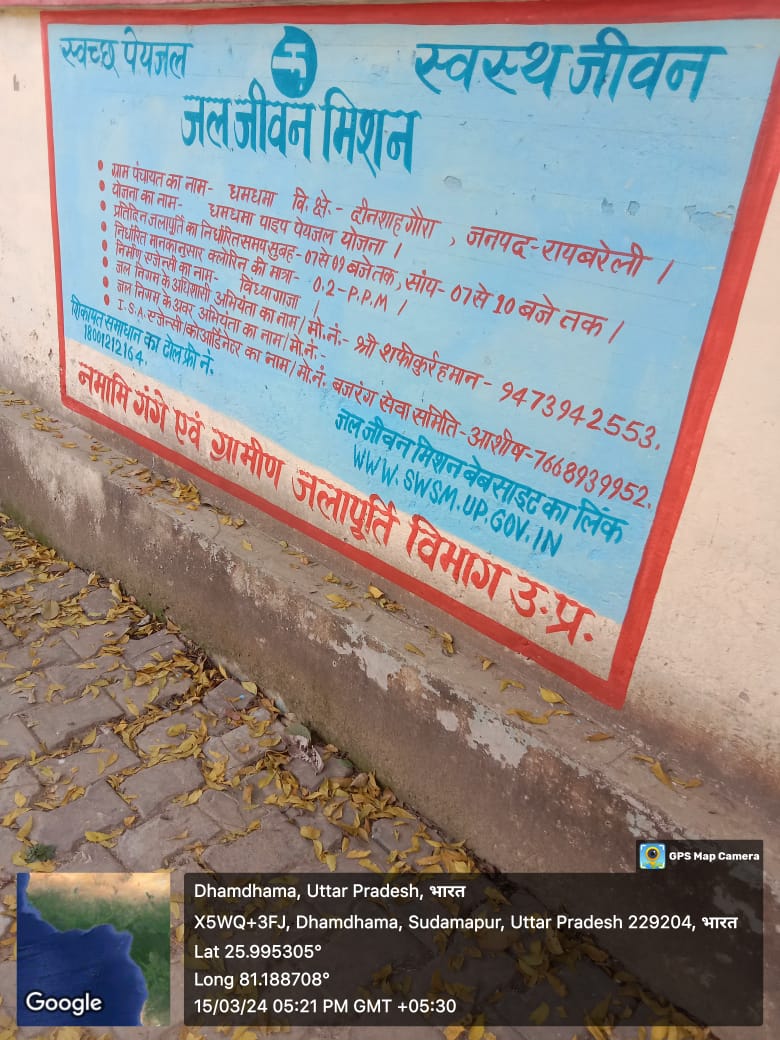 स्वच्छ पेयजल
स्वस्थ जीवन
जल जीवन मिशन
• ग्राम पंचायत का नाम- धमधमा वि. क्षे.- दीनशाह गौरा , जनपद-रायबरेली ।
• योजना का नाम- धमधमा पाइप पेयजल योजना ।
• प्रतिदिन जलापूर्ति का निर्धारित समय सुबह- 07 से 09 बजे तक, सांय- 07 से 10 बजे तक ।
• निर्धारित मानकानुसार क्लोरिन की मात्रा- 0.2-P.P.M ।
• निर्माण एजेन्सी का नाम- विंध्या गाजा ।
• जल निगम के अधिशासी अभियंता का नाम/मो.नं.- श्री शफीकुर्रहमान- 9473942553.
• जल निगम के अवर अभियंता का नाम/मो.नं.-
• I.S.A. एजेन्सी/कोआर्डिनेटर का नाम/मो.नं. बजरंग सेवा समिति-आशीष-7668939952.
शिकायत समाधान का टोल फ्री नं.
18001212164.
जल जीवन मिशन वेबसाइट का लिंक
WWW.SWSM.UP.GOV.IN
नमामि गंगे एवं ग्रामीण जलापूर्ति विभाग उ.प्र.
GPS Map Camera
Dhamdhama, Uttar Pradesh, भारत
X5WQ+3FJ, Dhamdhama, Sudamapur, Uttar Pradesh 229204, भारत
Lat 25.995305°
Long 81.188708°
15/03/24 05:21 PM GMT +05:30
Google